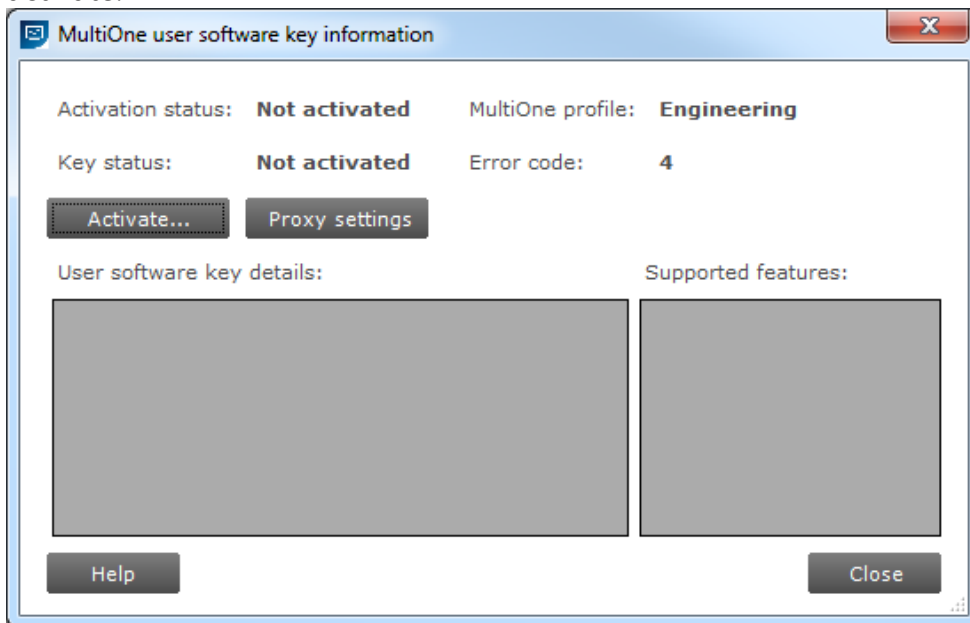 MultiOne user software key information
Activation status: Not activated MultiOne profile: Engineering
Key status: Not activated Error code: 4
Activate... Proxy settings
User software key details: Supported features:
Help Close